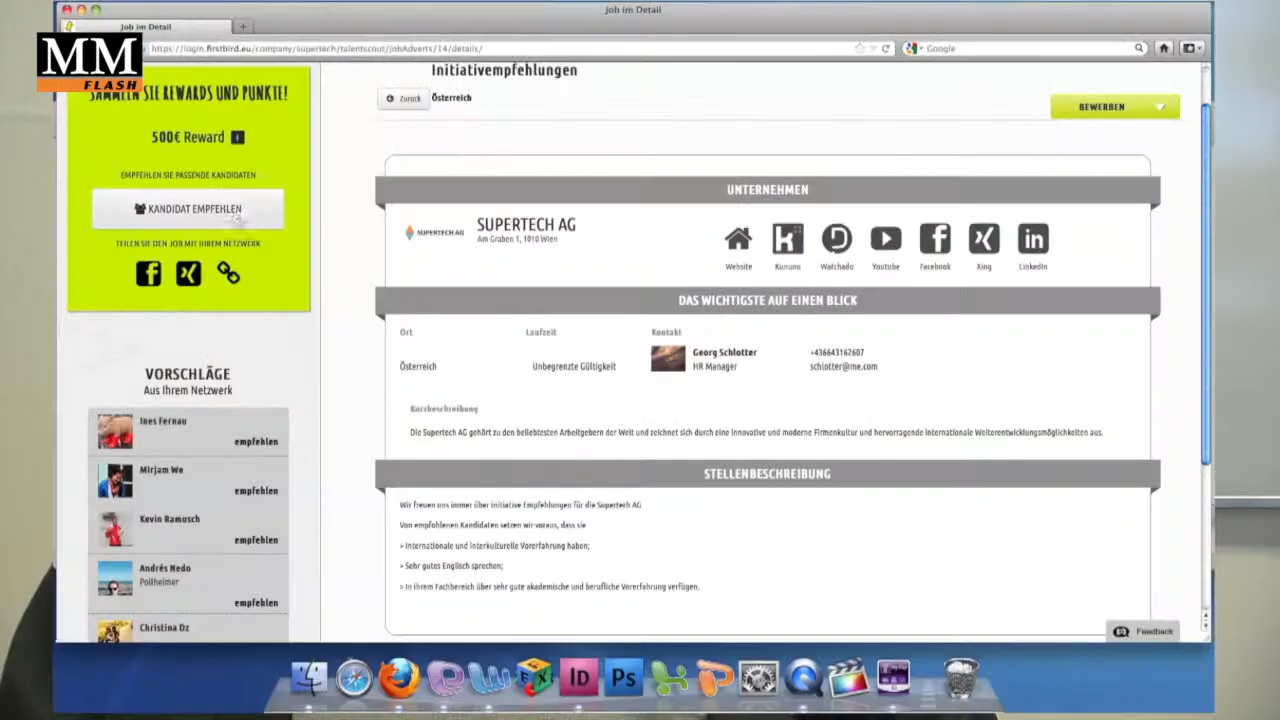 Job im Detail
Job im Detail
https://login.firstbird.eu/company/supertech/talentscout//jobAdverts/14/details/
Google
MM
FLASH
SAMMELN SIE REWARDS UND PUNKTE!
500€ Reward i
EMPFEHLEN SIE PASSENDE KANDIDATEN
KANDIDAT EMPFEHLEN
TEILEN SIE DEN JOB MIT IHREM NETZWERK
VORSCHLÄGE
Aus Ihrem Netzwerk
Ines Fernau
empfehlen
Mirjam We
empfehlen
Kevin Ramusch
empfehlen
Andrés Nedo
Pollheimer
empfehlen
Christina Dz
Initiativempfehlungen
Zurück
Österreich
BEWERBEN
UNTERNEHMEN
SUPERTECH AG
SUPERTECH AG
Am Graben 1, 1010 Wien
Website Kununu Watchado Youtube Facebook Xing LinkedIn
DAS WICHTIGSTE AUF EINEN BLICK
Ort Laufzeit Kontakt
Georg Schlotter +436643162607
Österreich Unbegrenzte Gültigkeit HR Manager schlotter@me.com
Kurzbeschreibung
Die Supertech AG gehört zu den beliebtesten Arbeitgebern der Welt und zeichnet sich durch eine innovative und moderne Firmenkultur und hervorragende internationale Weiterentwicklungsmöglichkeiten aus.
STELLENBESCHREIBUNG
Wir freuen uns immer über initiative Empfehlungen für die Supertech AG
Von empfohlenen Kandidaten setzen wir voraus, dass sie
> Internationale und interkulturelle Vorerfahrung haben;
> Sehr gutes Englisch sprechen;
> In ihrem Fachbereich über sehr gute akademische und berufliche Vorerfahrung verfügen.
Feedback
ID
Ps